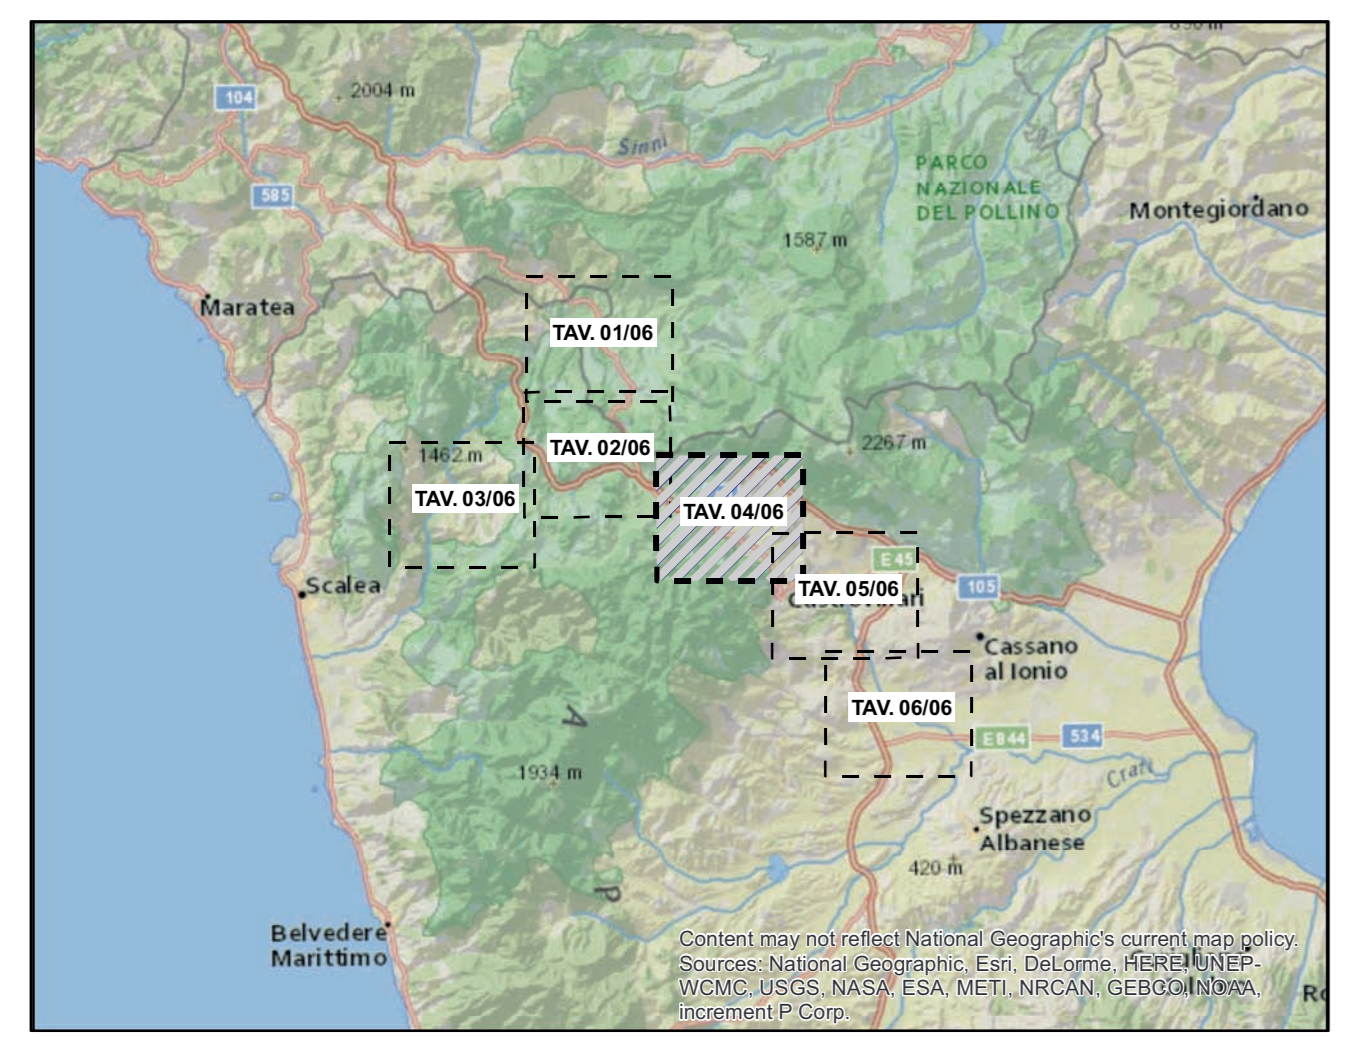 890 m
104
2004 m
Sinni
PARCO
NAZIONALE
DEL POLLINO
585
Montegiordano
1587 m
Maratea
TAV. 01/06
TAV. 02/06
2267 m
1462 m
TAV. 03/06
TAV. 04/06
E45
TAV. 05/06
105
Scalea
Cassano
al Ionio
TAV. 06/06
A
E844
534
Crati
1934 m
Spezzano
Albanese
420 m
P
Belvedere
Marittimo
Content may not reflect National Geographic's current map policy.
Sources: National Geographic, Esri, DeLorme, HERE, UNEP-
WCMC, USGS, NASA, ESA, METI, NRCAN, GEBCO, NOAA,
increment P Corp.